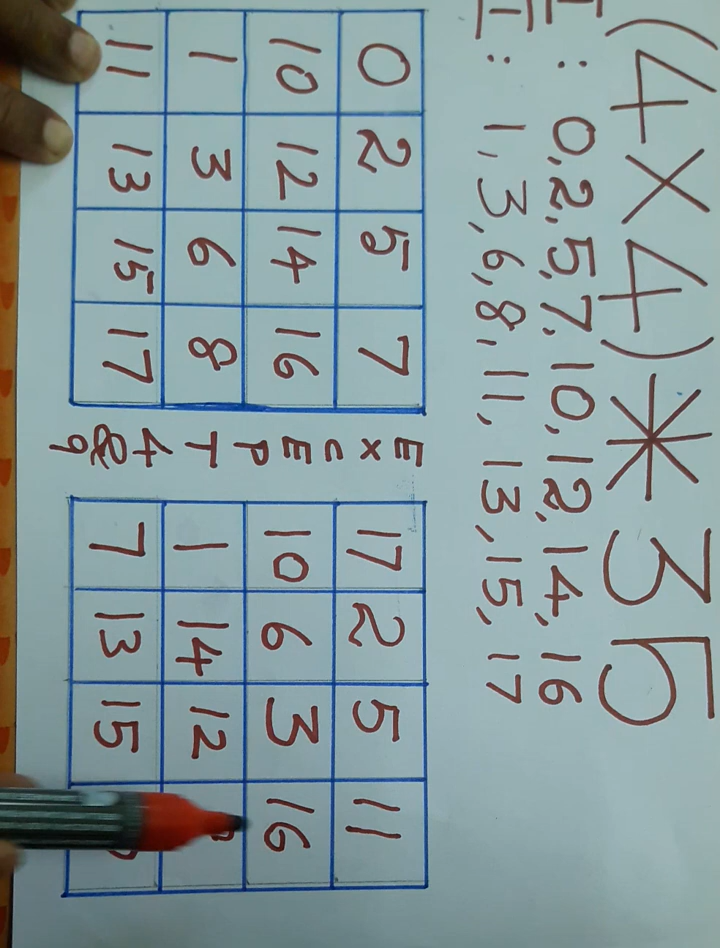 (4×4)*35
: 0,2,5,7,10,12,14,16
: 1,3,6,8,11,13,15,17
0 2 5 7
10 12 14 16
1 3 6 8
11 13 15 17
EXCEPT
4
&
9
17 2 5 11
10 6 3 16
1 14 12
7 13 15